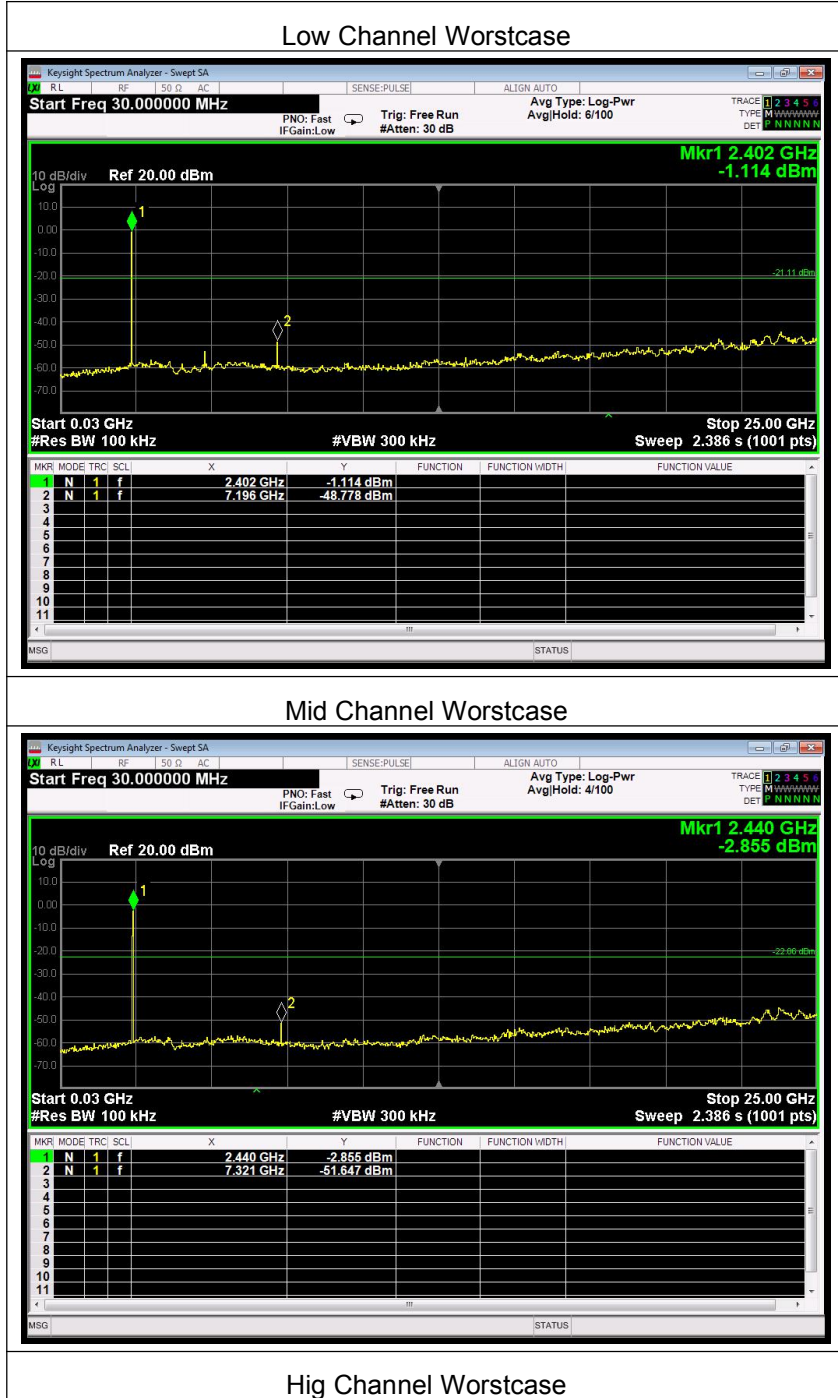 Low Channel Worstcase
Keysight Spectrum Analyzer - Swept SA
LXI RL RF 50 Ω AC SENSE:PULSE ALIGN AUTO
Start Freq 30.000000 MHz
PNO: Fast Trig: Free Run Avg Type: Log-Pwr TRACE 1 2 3 4 5 6
IFGain:Low #Atten: 30 dB Avg|Hold: 6/100 TYPE M WWWWW
DET P N N N N N
Mkr1 2.402 GHz
10 dB/div Ref 20.00 dBm -1.114 dBm
Log
10.0
1
0.00
-10.0
-20.0 -21.11 dBm
-30.0
-40.0
2
-50.0
-60.0
-70.0
Start 0.03 GHz Stop 25.00 GHz
#Res BW 100 kHz #VBW 300 kHz Sweep 2.386 s (1001 pts)
MKR MODE TRC SCL X Y FUNCTION FUNCTION WIDTH FUNCTION VALUE
1 N 1 f 2.402 GHz -1.114 dBm
2 N 1 f 7.196 GHz -48.778 dBm
3
4
5
6
7
8
9
10
11
MSG STATUS
Mid Channel Worstcase
Keysight Spectrum Analyzer - Swept SA
LXI RL RF 50 Ω AC SENSE:PULSE ALIGN AUTO
Start Freq 30.000000 MHz
PNO: Fast Trig: Free Run Avg Type: Log-Pwr TRACE 1 2 3 4 5 6
IFGain:Low #Atten: 30 dB Avg|Hold: 4/100 TYPE M WWWWW
DET P N N N N N
Mkr1 2.440 GHz
10 dB/div Ref 20.00 dBm -2.855 dBm
Log
10.0
1
0.00
-10.0
-20.0
-30.0
-40.0
2
-50.0
-60.0
-70.0
Start 0.03 GHz Stop 25.00 GHz
#Res BW 100 kHz #VBW 300 kHz Sweep 2.386 s (1001 pts)
MKR MODE TRC SCL X Y FUNCTION FUNCTION WIDTH FUNCTION VALUE
1 N 1 f 2.440 GHz -2.855 dBm
2 N 1 f 7.321 GHz -51.647 dBm
3
4
5
6
7
8
9
10
11
MSG STATUS
Hig Channel Worstcase